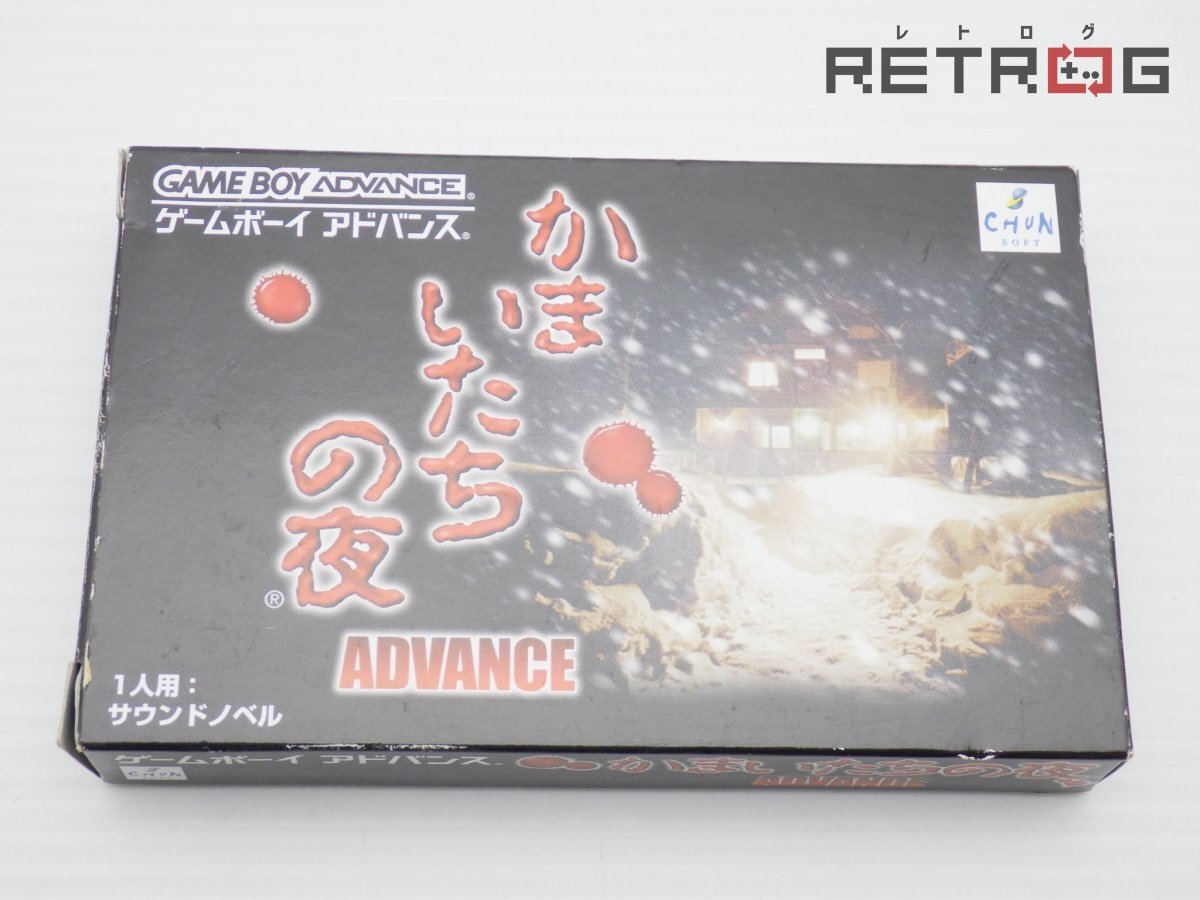 レトログ
RETROG
GAME BOY ADVANCE®
ゲームボーイ アドバンス®
CHUN
SOFT
かま
いたち
の夜®
ADVANCE
1人用:
サウンドノベル
ゲームボーイ アドバンス®
CHUN
SOFT
かまいたちの夜®
ADVANCE